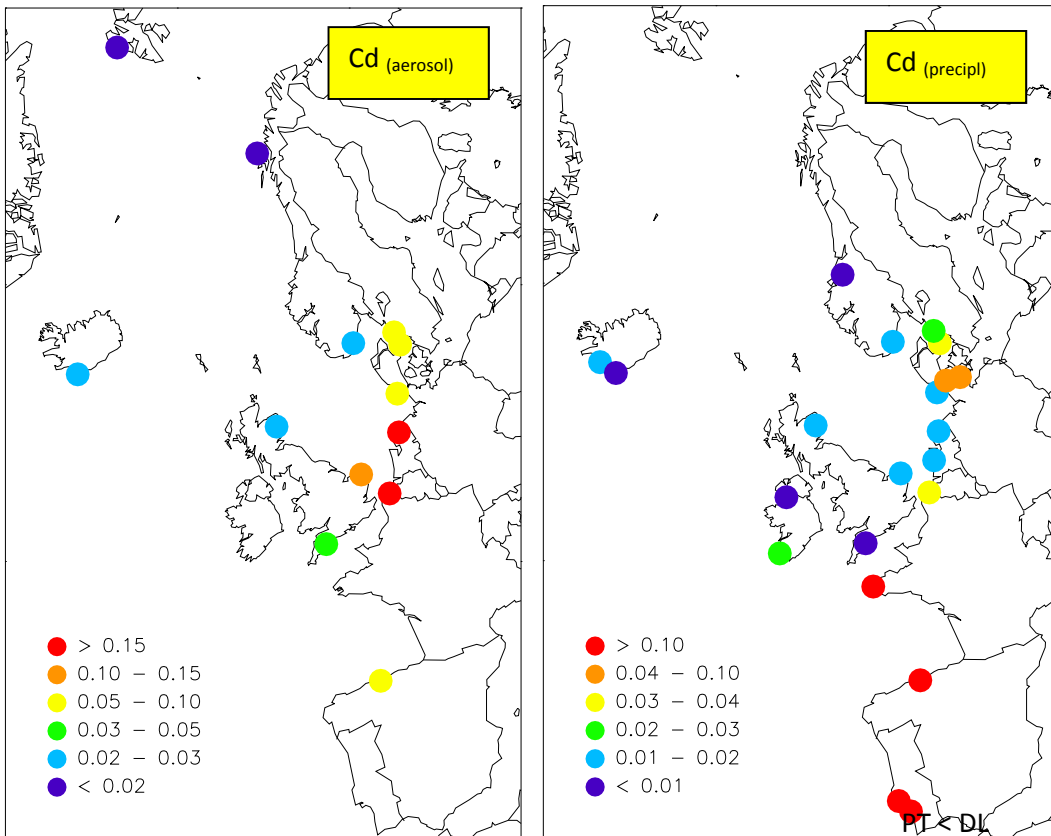 Cd (aerosol)
> 0.15
0.10 – 0.15
0.05 – 0.10
0.03 – 0.05
0.02 – 0.03
< 0.02
Cd (precipl)
> 0.10
0.04 – 0.10
0.03 – 0.04
0.02 – 0.03
0.01 – 0.02
< 0.01
PT < DL